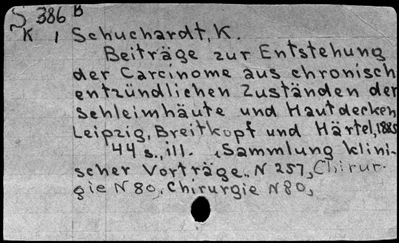 S 386 B
K 1 Schuchardt, K.
Beiträge zur Entstehung
der Carcinome aus chronisch
entzündlichen Zuständen der
Schleimhäute und Hautdecken
Leipzig, Breitkopf und Härtel, 1885
44 s., ill. „Sammlung klini-
scher Vorträge„ N 257, Chirur-
gie N 80, Chirurgie N 80,